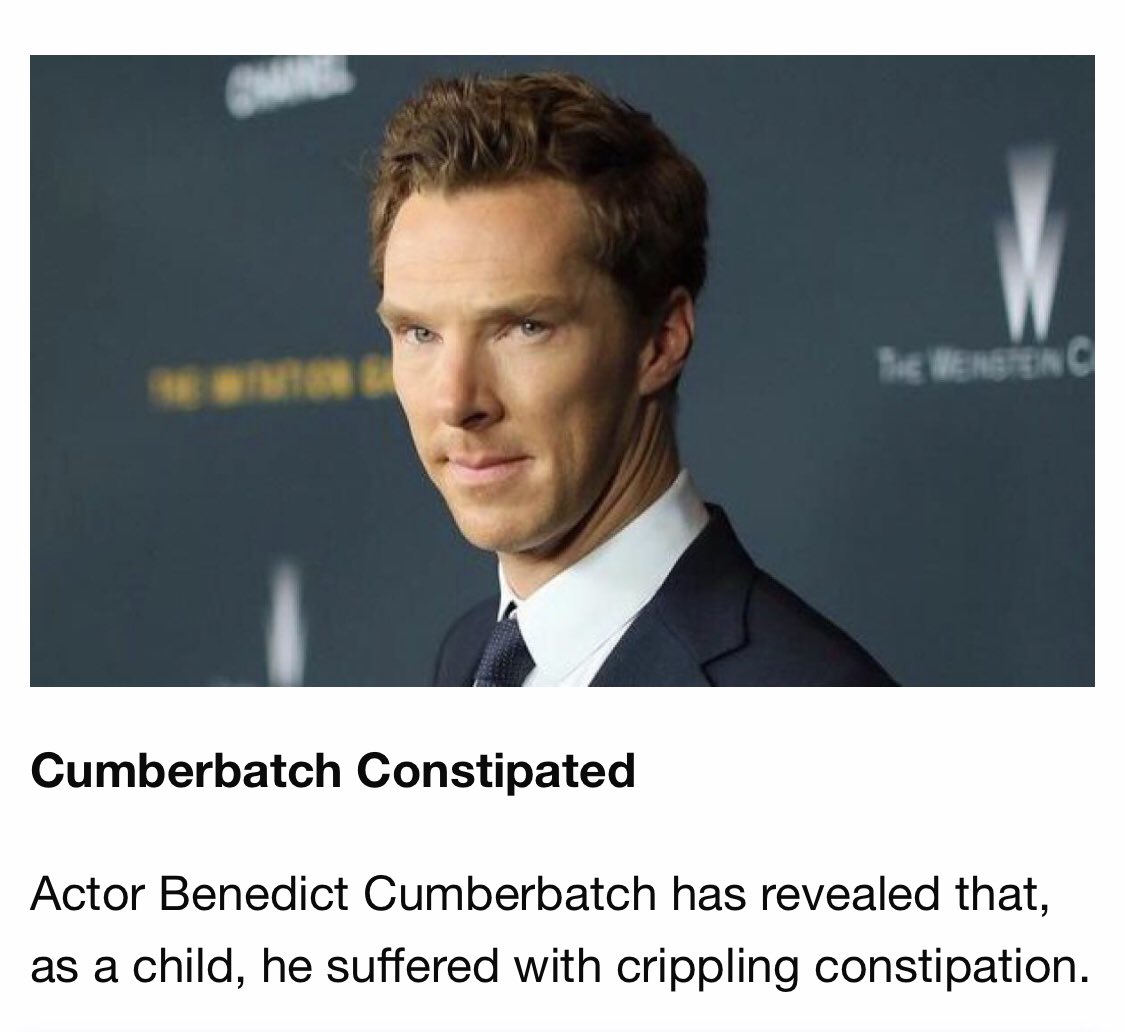 CHANEL
THE IMITATION GA
THE WEINSTEIN C
Cumberbatch Constipated
Actor Benedict Cumberbatch has revealed that,
as a child, he suffered with crippling constipation.